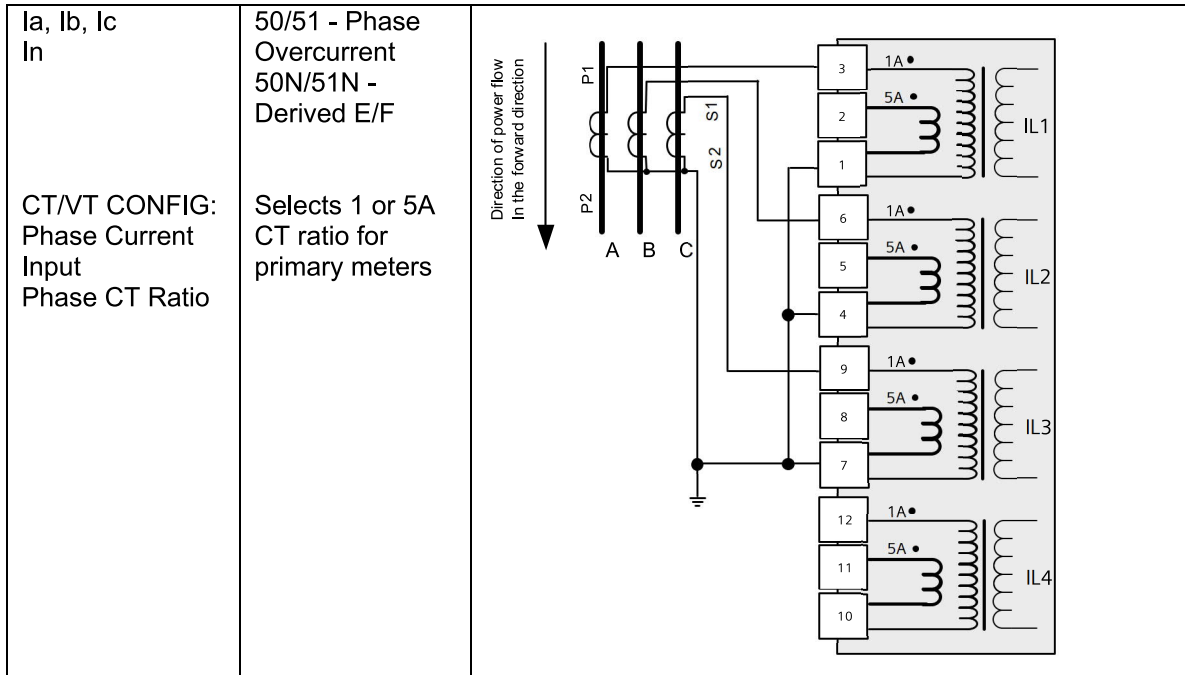 Ia, Ib, Ic
In
50/51 - Phase
Overcurrent
50N/51N -
Derived E/F
CT/VT CONFIG:
Phase Current
Input
Phase CT Ratio
Selects 1 or 5A
CT ratio for
primary meters
Direction of power flow
In the forward direction
P1
P2
S1
S2
A B C
3
1A
2
5A
1
IL1
6
1A
5
5A
4
IL2
9
1A
8
5A
7
IL3
12
1A
11
5A
10
IL4